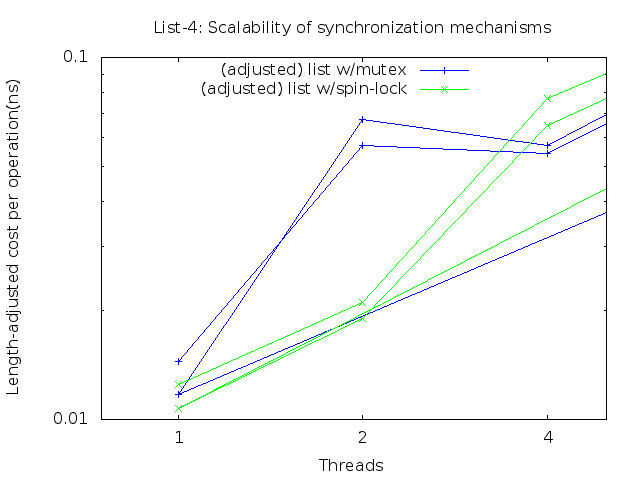 List-4: Scalability of synchronization mechanisms
0.1
(adjusted) list w/mutex
(adjusted) list w/spin-lock
Length-adjusted cost per operation(ns)
0.01
1 2 4
Threads